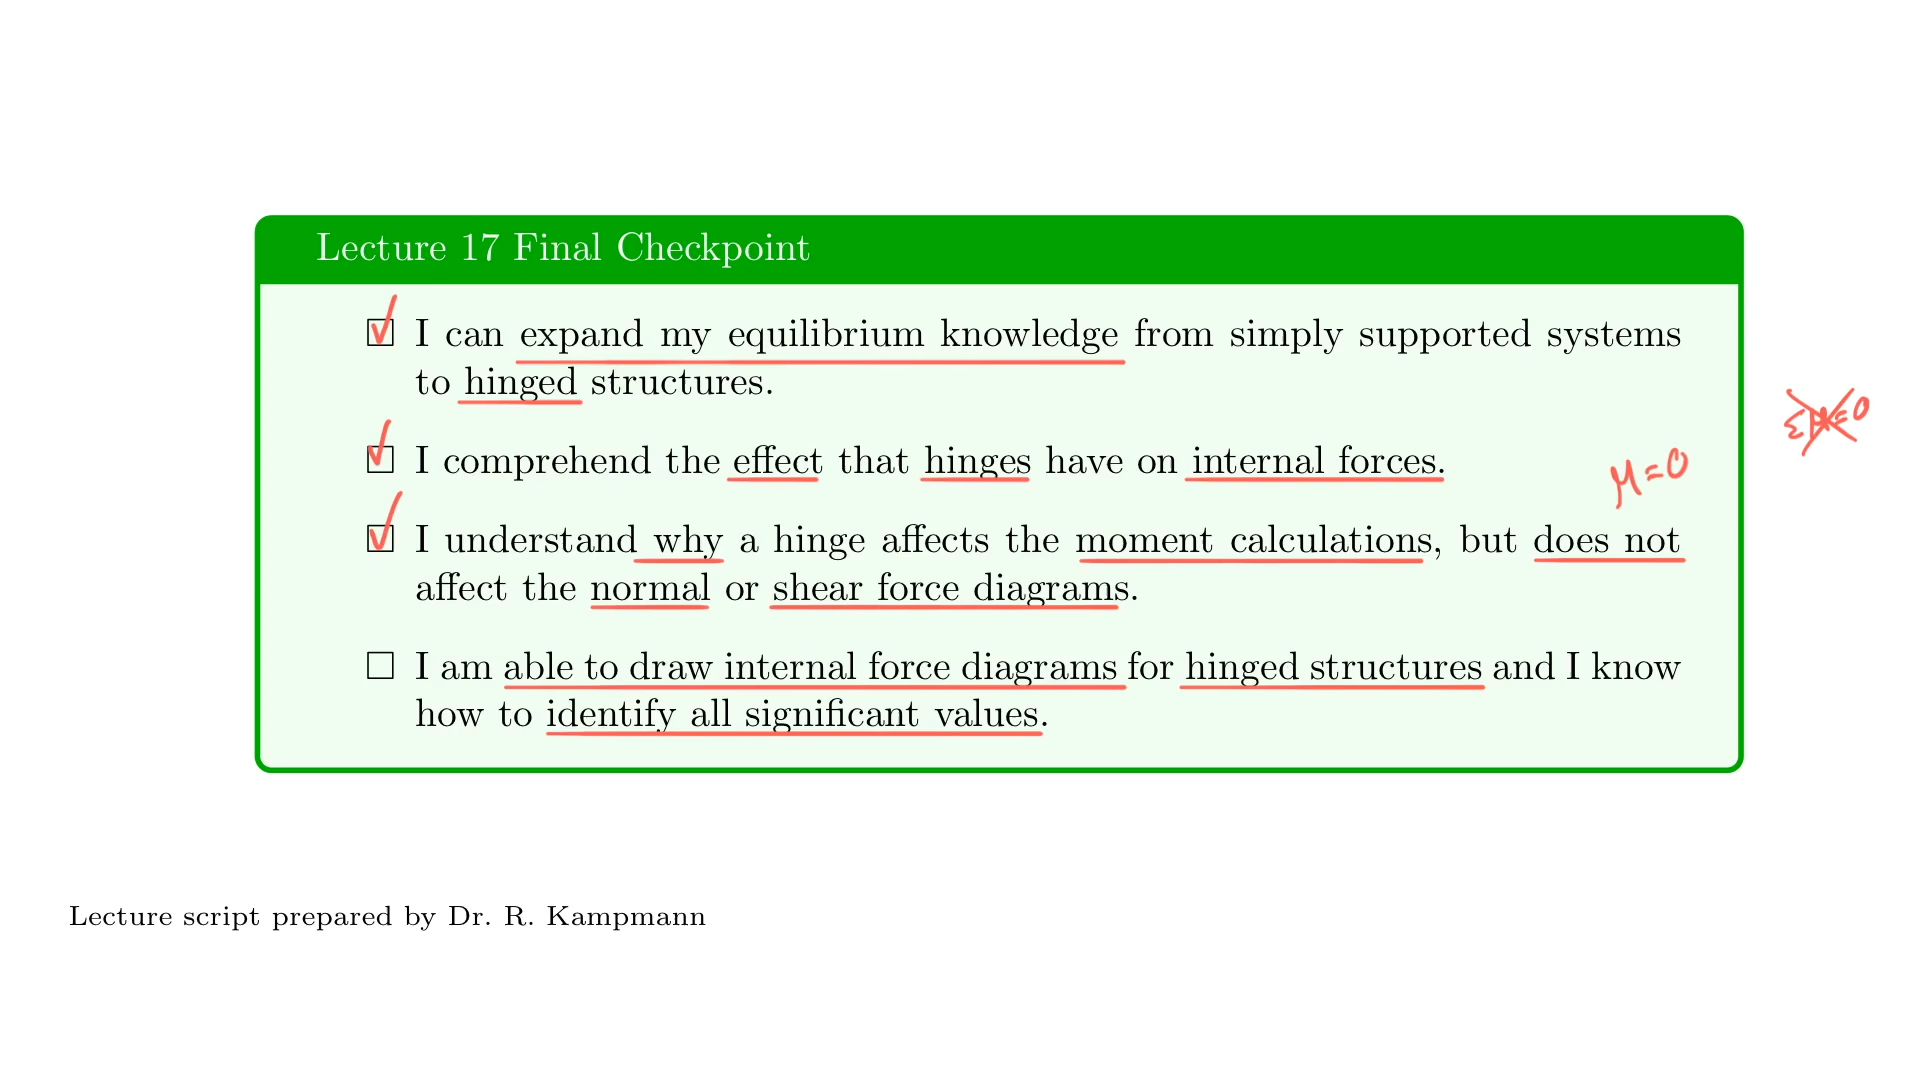 Lecture 17 Final Checkpoint
I can expand my equilibrium knowledge from simply supported systems
to hinged structures.
ΣM=0
I comprehend the effect that hinges have on internal forces.
M=0
I understand why a hinge affects the moment calculations, but does not
affect the normal or shear force diagrams.
I am able to draw internal force diagrams for hinged structures and I know
how to identify all significant values.
Lecture script prepared by Dr. R. Kampmann